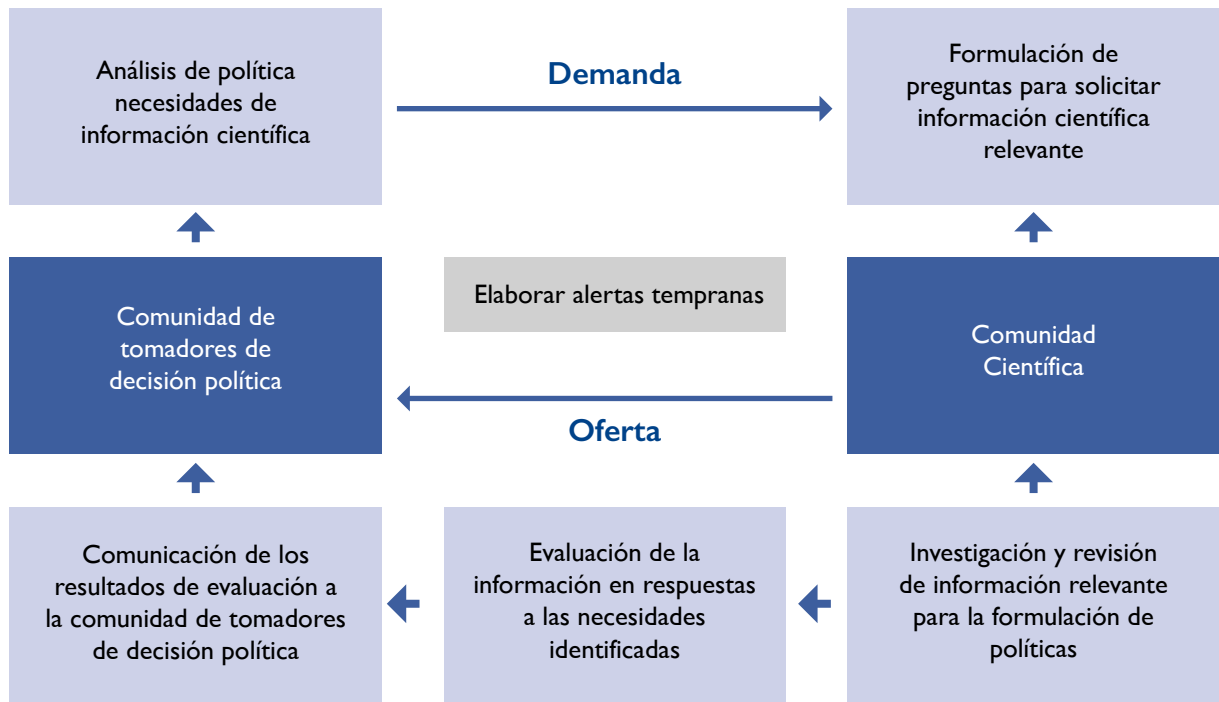 Análisis de política
necesidades de
información científica
Demanda
Formulación de
preguntas para solicitar
información científica
relevante
Comunidad de
tomadores de
decisión política
Elaborar alertas tempranas
Comunidad
Científica
Oferta
Comunicación de los
resultados de evaluación a
la comunidad de tomadores
de decisión política
Evaluación de la
información en respuestas
a las necesidades
identificadas
Investigación y revisión
de información relevante
para la formulación de
políticas